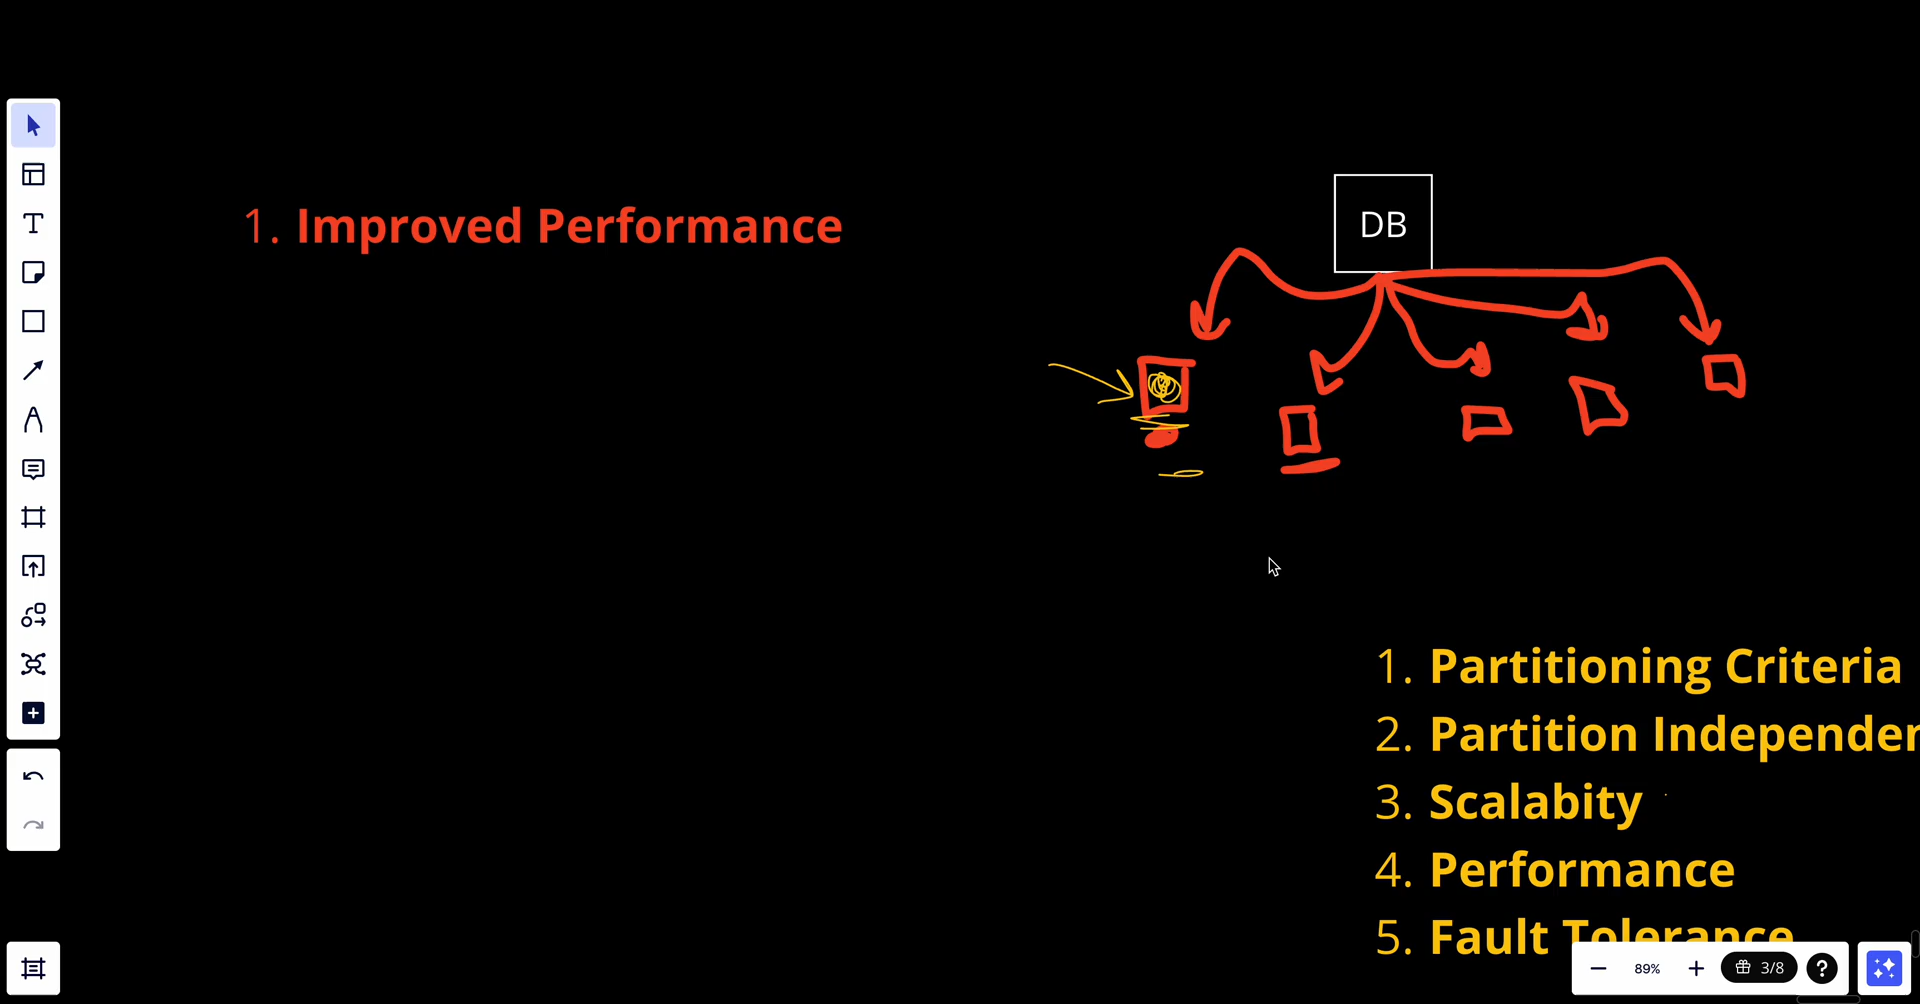 1. Improved Performance
DB
1. Partitioning Criteria
2. Partition Independen
3. Scalabity
4. Performance
5. Fault Tolerance
89%
3/8
?